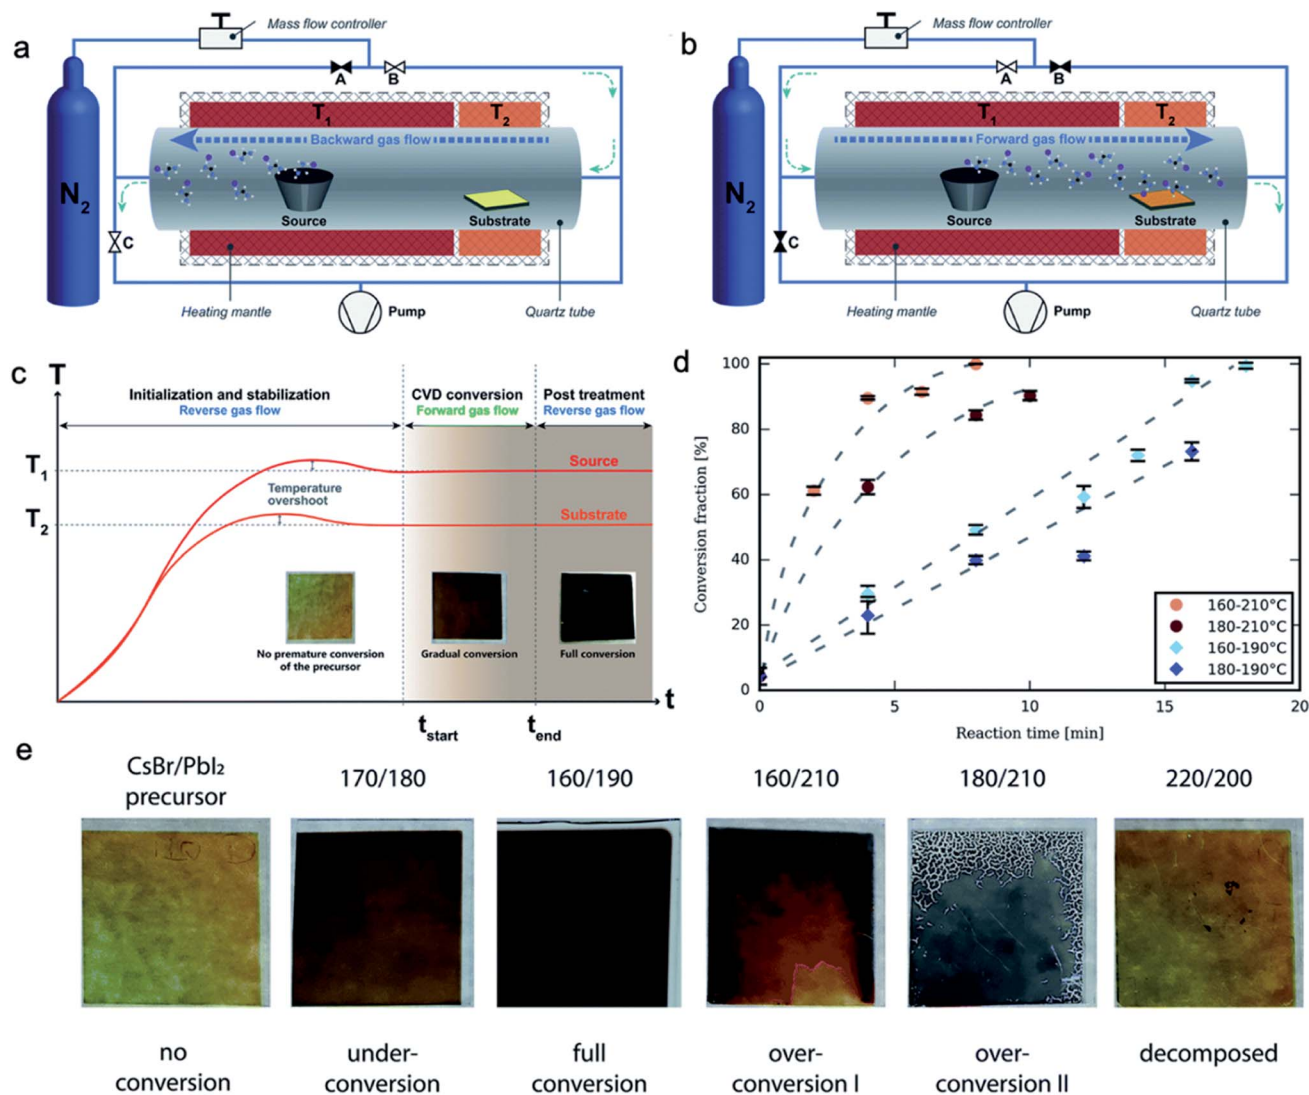 a
T
Mass flow controller
A
B
T1
T2
Backward gas flow
N2
Source
Substrate
C
Heating mantle
Pump
Quartz tube
b
T
Mass flow controller
A
B
T1
T2
Forward gas flow
N2
Source
Substrate
C
Heating mantle
Pump
Quartz tube
c
T
Initialization and stabilization
Reverse gas flow
CVD conversion
Forward gas flow
Post treatment
Reverse gas flow
T1
Source
Temperature
overshoot
T2
Substrate
No premature conversion
of the precursor
Gradual conversion
Full conversion
t
tstart
tend
d
100
80
60
40
20
0
Conversion fraction [%]
160-210°C
180-210°C
160-190°C
180-190°C
0
5
10
15
20
Reaction time [min]
e
CsBr/PbI₂
precursor
170/180
160/190
160/210
180/210
220/200
no
conversion
under-
conversion
full
conversion
over-
conversion I
over-
conversion II
decomposed